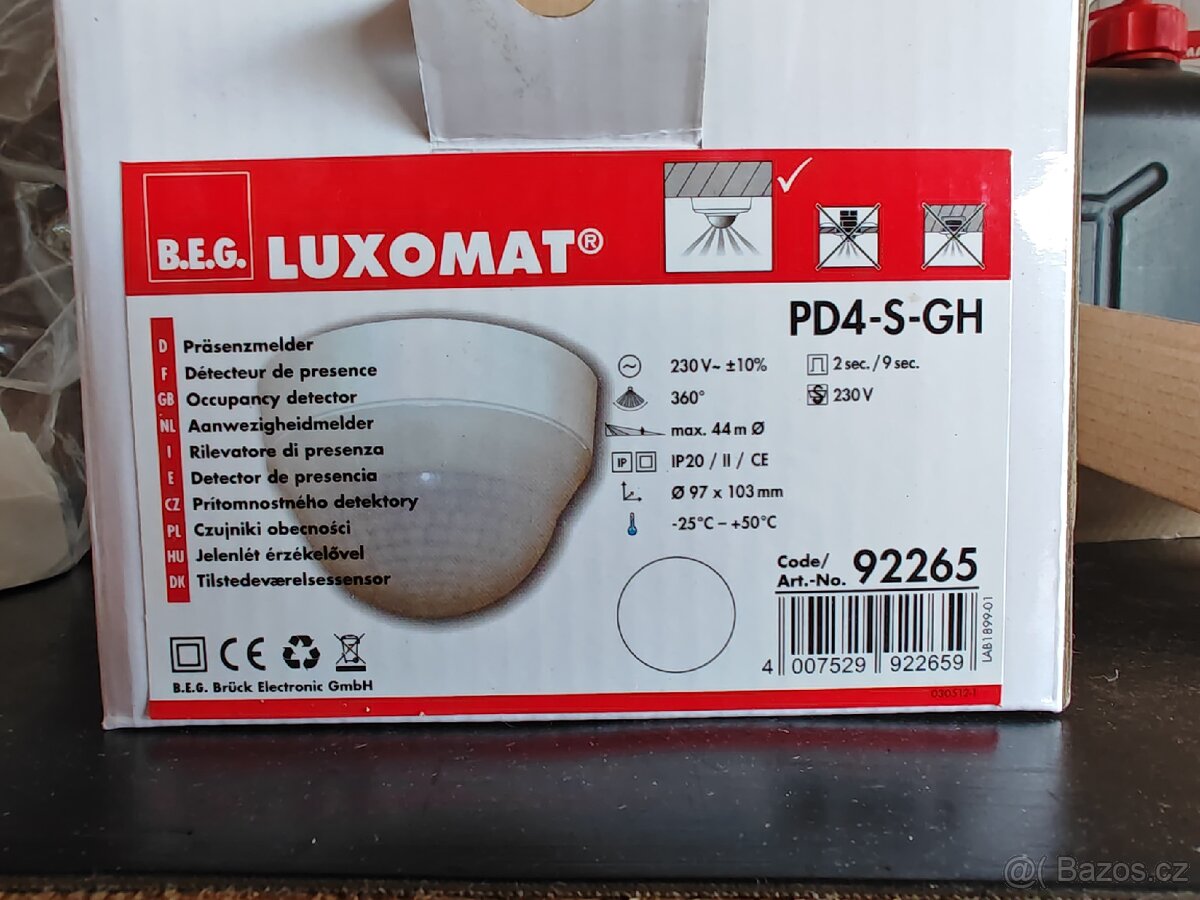 B.E.G. LUXOMAT®
PD4-S-GH
D Präsenzmelder
F Détecteur de presence
GB Occupancy detector
NL Aanwezigheidmelder
I Rilevatore di presenza
E Detector de presencia
CZ Prítomnostného detektory
PL Czujniki obecności
HU Jelenlét érzékelővel
DK Tilstedeværelsessensor
230 V~ ±10%
360°
max. 44 m Ø
IP IP20 / II / CE
Ø 97 x 103 mm
-25°C – +50°C
2 sec. / 9 sec.
S 230 V
Code/
Art.-No. 92265
4 007529 922659
LAB1899-01
CE
B.E.G. Brück Electronic GmbH
030512-1
@( Bazos.cz